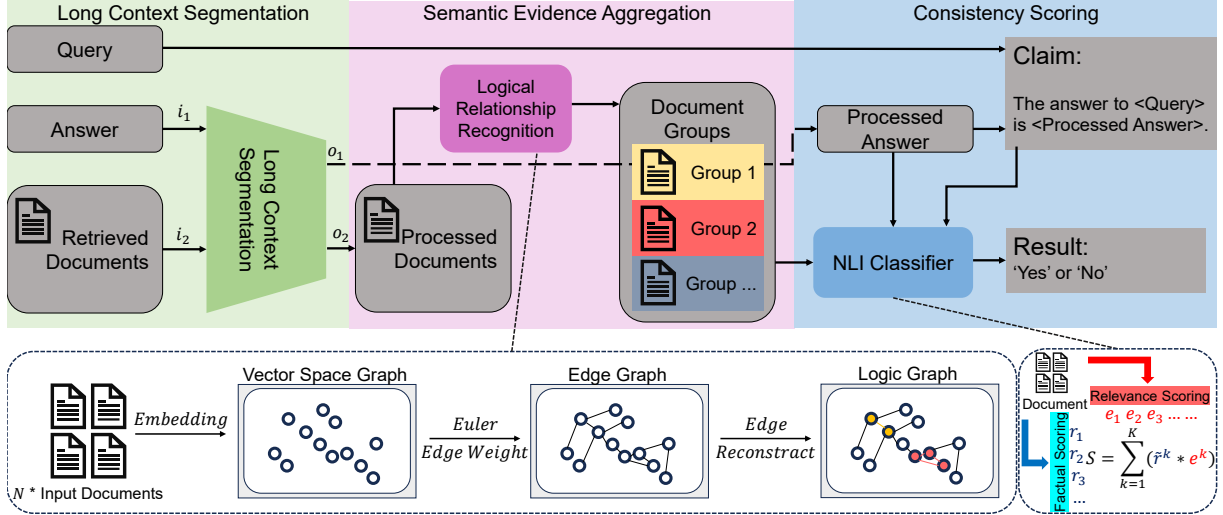 Long Context Segmentation
Semantic Evidence Aggregation
Consistency Scoring
Query
Answer
Retrieved
Documents
i₁
i₂
Long Context
Segmentation
o₁
o₂
Processed
Documents
Logical
Relationship
Recognition
Document
Groups
Group 1
Group 2
Group ...
Processed
Answer
NLI Classifier
Claim:
The answer to <Query>
is <Processed Answer>.
Result:
'Yes' or 'No'
N * Input Documents
Embedding
Vector Space Graph
Euler
Edge Weight
Edge Graph
Edge
Reconstruct
Logic Graph
Document
Relevance Scoring
e₁ e₂ e₃ ... ...
Factual Scoring
r₁
r₂
r₃
...
S = ∑_{k=1}^{K} (r̃ᵏ * eᵏ)